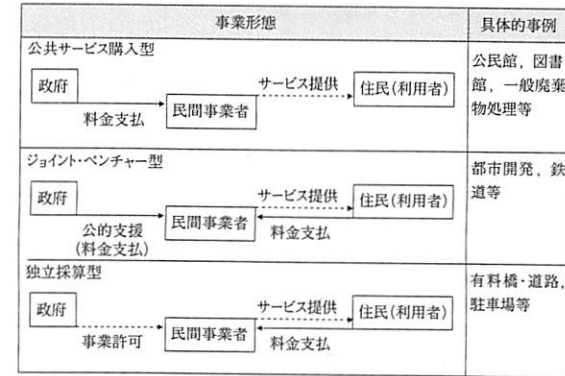 事業形態
具体的事例
公共サービス購入型
政府
料金支払
民間事業者
サービス提供
住民(利用者)
公民館，図書
館，一般廃棄
物処理等
ジョイント・ベンチャー型
政府
公的支援
(料金支払)
民間事業者
サービス提供
料金支払
住民(利用者)
都市開発，鉄
道等
独立採算型
政府
事業許可
民間事業者
サービス提供
料金支払
住民(利用者)
有料橋・道路，
駐車場等